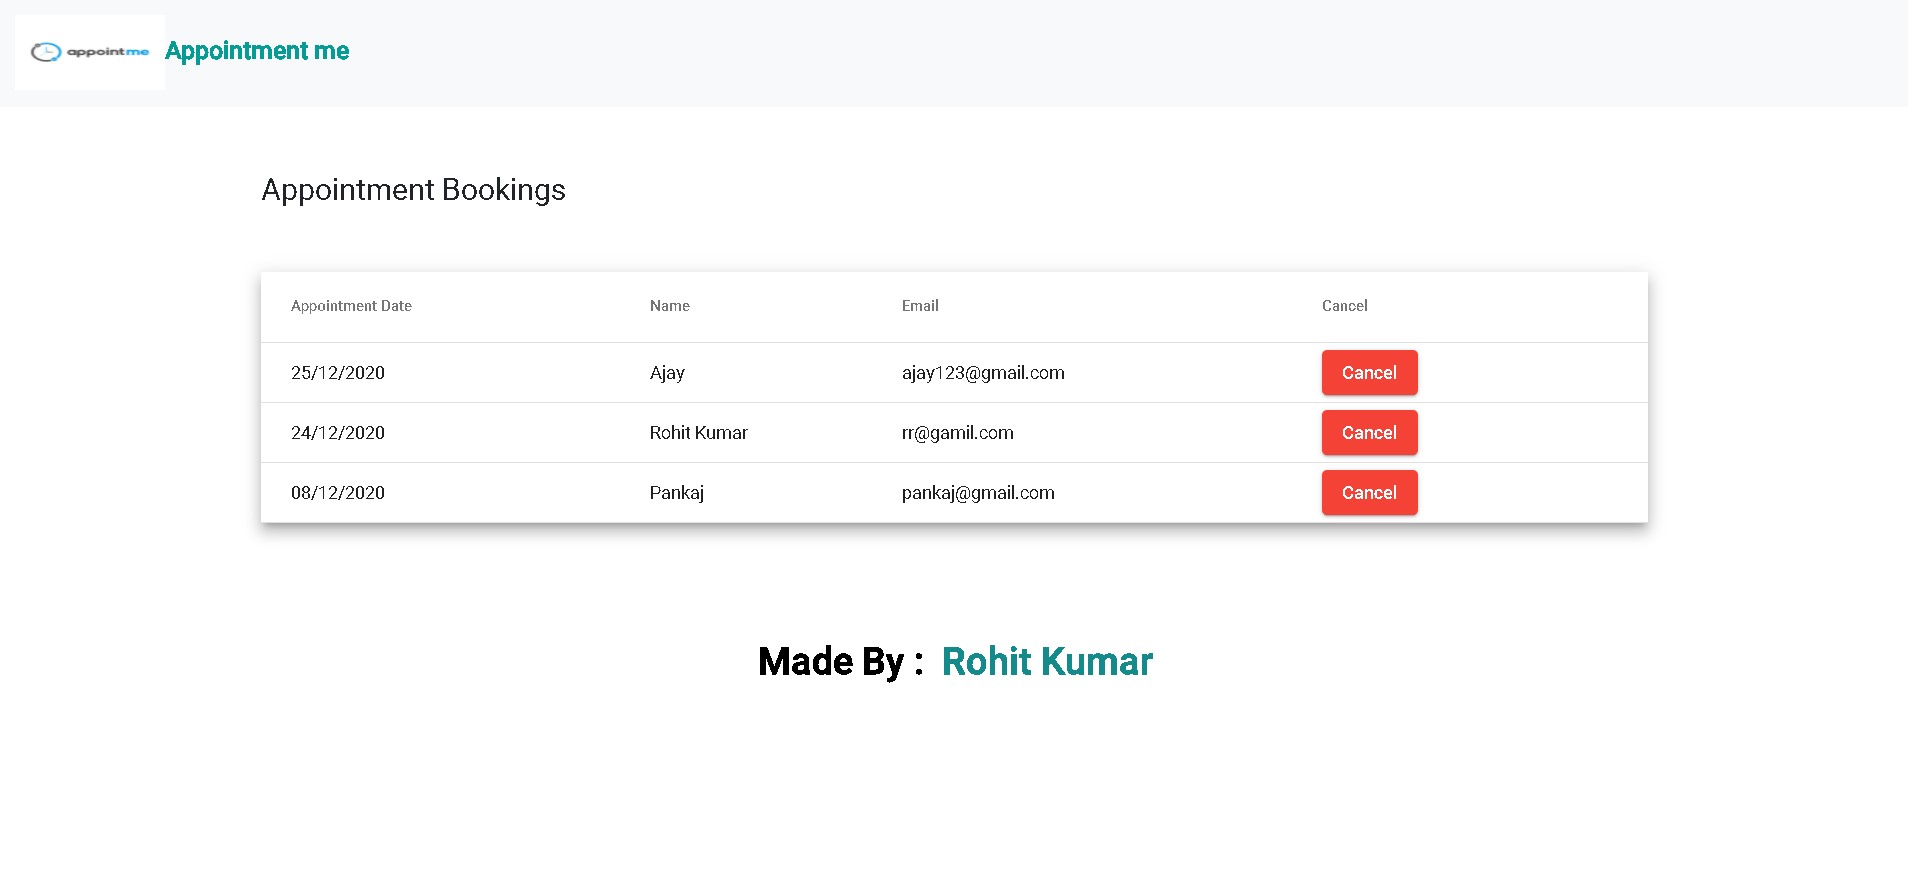 appointme Appointment me
Appointment Bookings
Appointment Date Name Email Cancel
25/12/2020 Ajay ajay123@gmail.com Cancel
24/12/2020 Rohit Kumar rr@gamil.com Cancel
08/12/2020 Pankaj pankaj@gmail.com Cancel
Made By : Rohit Kumar